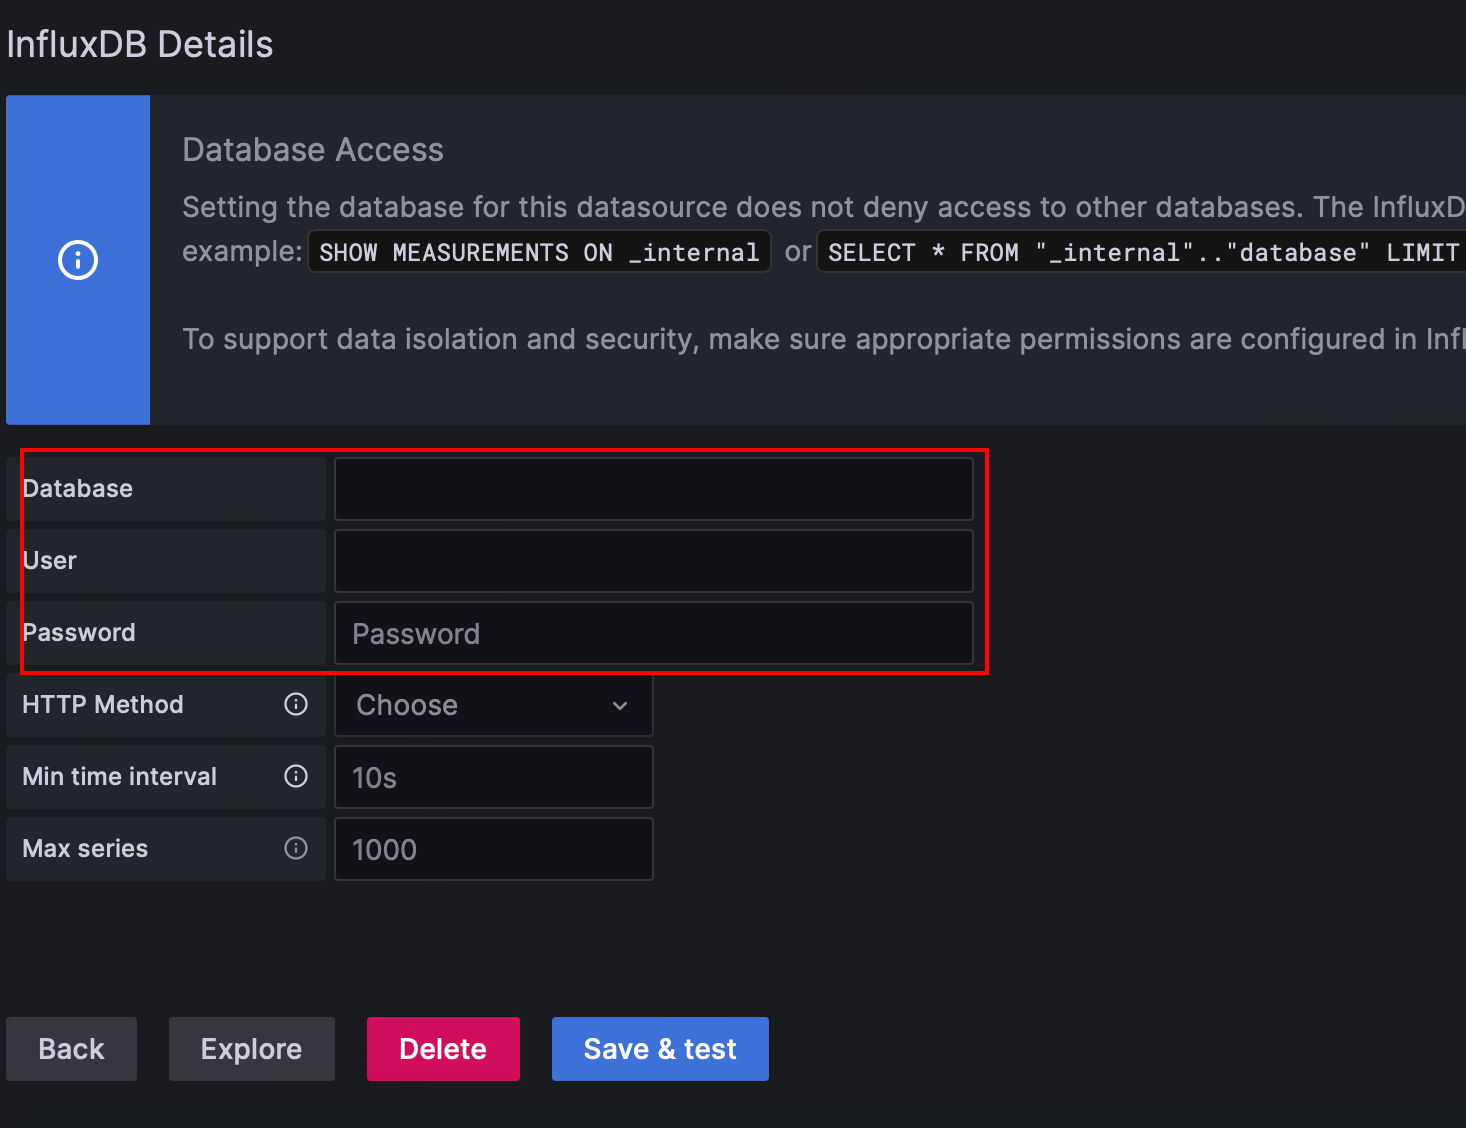 InfluxDB Details
Database Access
Setting the database for this datasource does not deny access to other databases. The InfluxD
example: SHOW MEASUREMENTS ON _internal or SELECT * FROM "_internal".."database" LIMIT
To support data isolation and security, make sure appropriate permissions are configured in Infl
Database
User
Password Password
HTTP Method Choose
Min time interval 10s
Max series 1000
Back Explore Delete Save & test